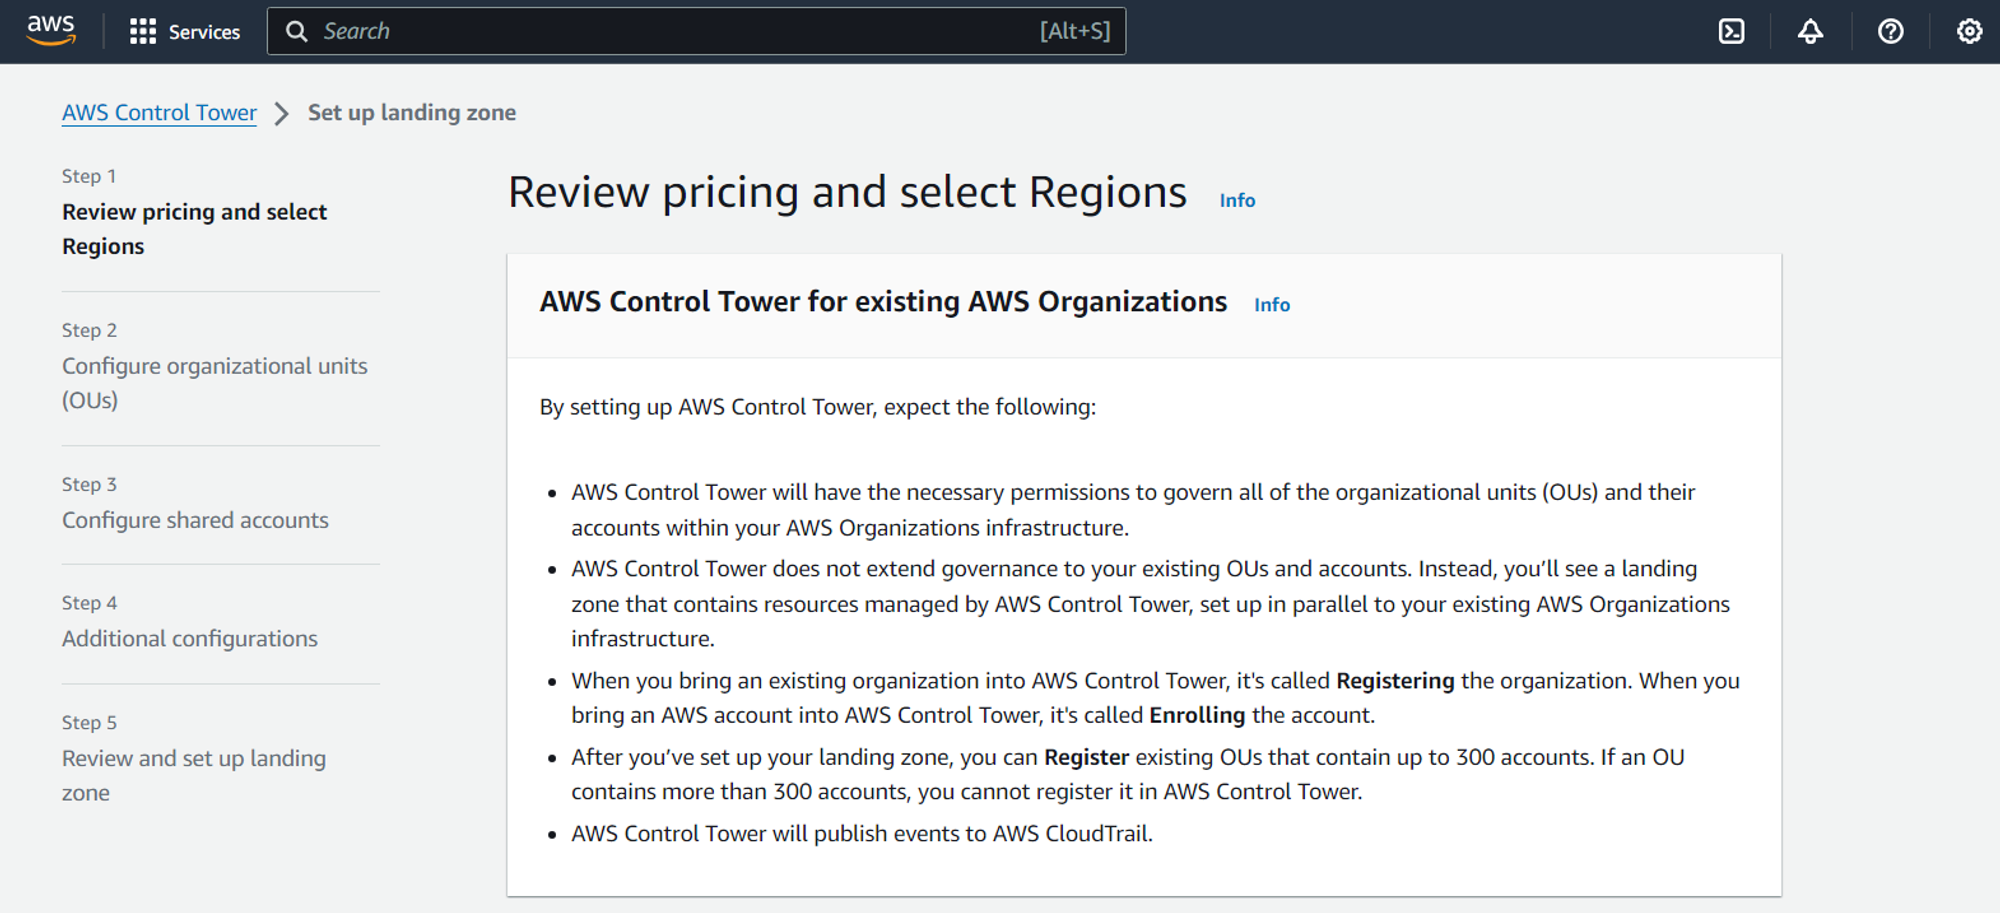 aws Services Search [Alt+S]
AWS Control Tower Set up landing zone
Step 1
Review pricing and select
Regions
Step 2
Configure organizational units
(OUs)
Step 3
Configure shared accounts
Step 4
Additional configurations
Step 5
Review and set up landing
zone
Review pricing and select Regions Info
AWS Control Tower for existing AWS Organizations Info
By setting up AWS Control Tower, expect the following:
• AWS Control Tower will have the necessary permissions to govern all of the organizational units (OUs) and their
accounts within your AWS Organizations infrastructure.
• AWS Control Tower does not extend governance to your existing OUs and accounts. Instead, you’ll see a landing
zone that contains resources managed by AWS Control Tower, set up in parallel to your existing AWS Organizations
infrastructure.
• When you bring an existing organization into AWS Control Tower, it's called Registering the organization. When you
bring an AWS account into AWS Control Tower, it's called Enrolling the account.
• After you’ve set up your landing zone, you can Register existing OUs that contain up to 300 accounts. If an OU
contains more than 300 accounts, you cannot register it in AWS Control Tower.
• AWS Control Tower will publish events to AWS CloudTrail.